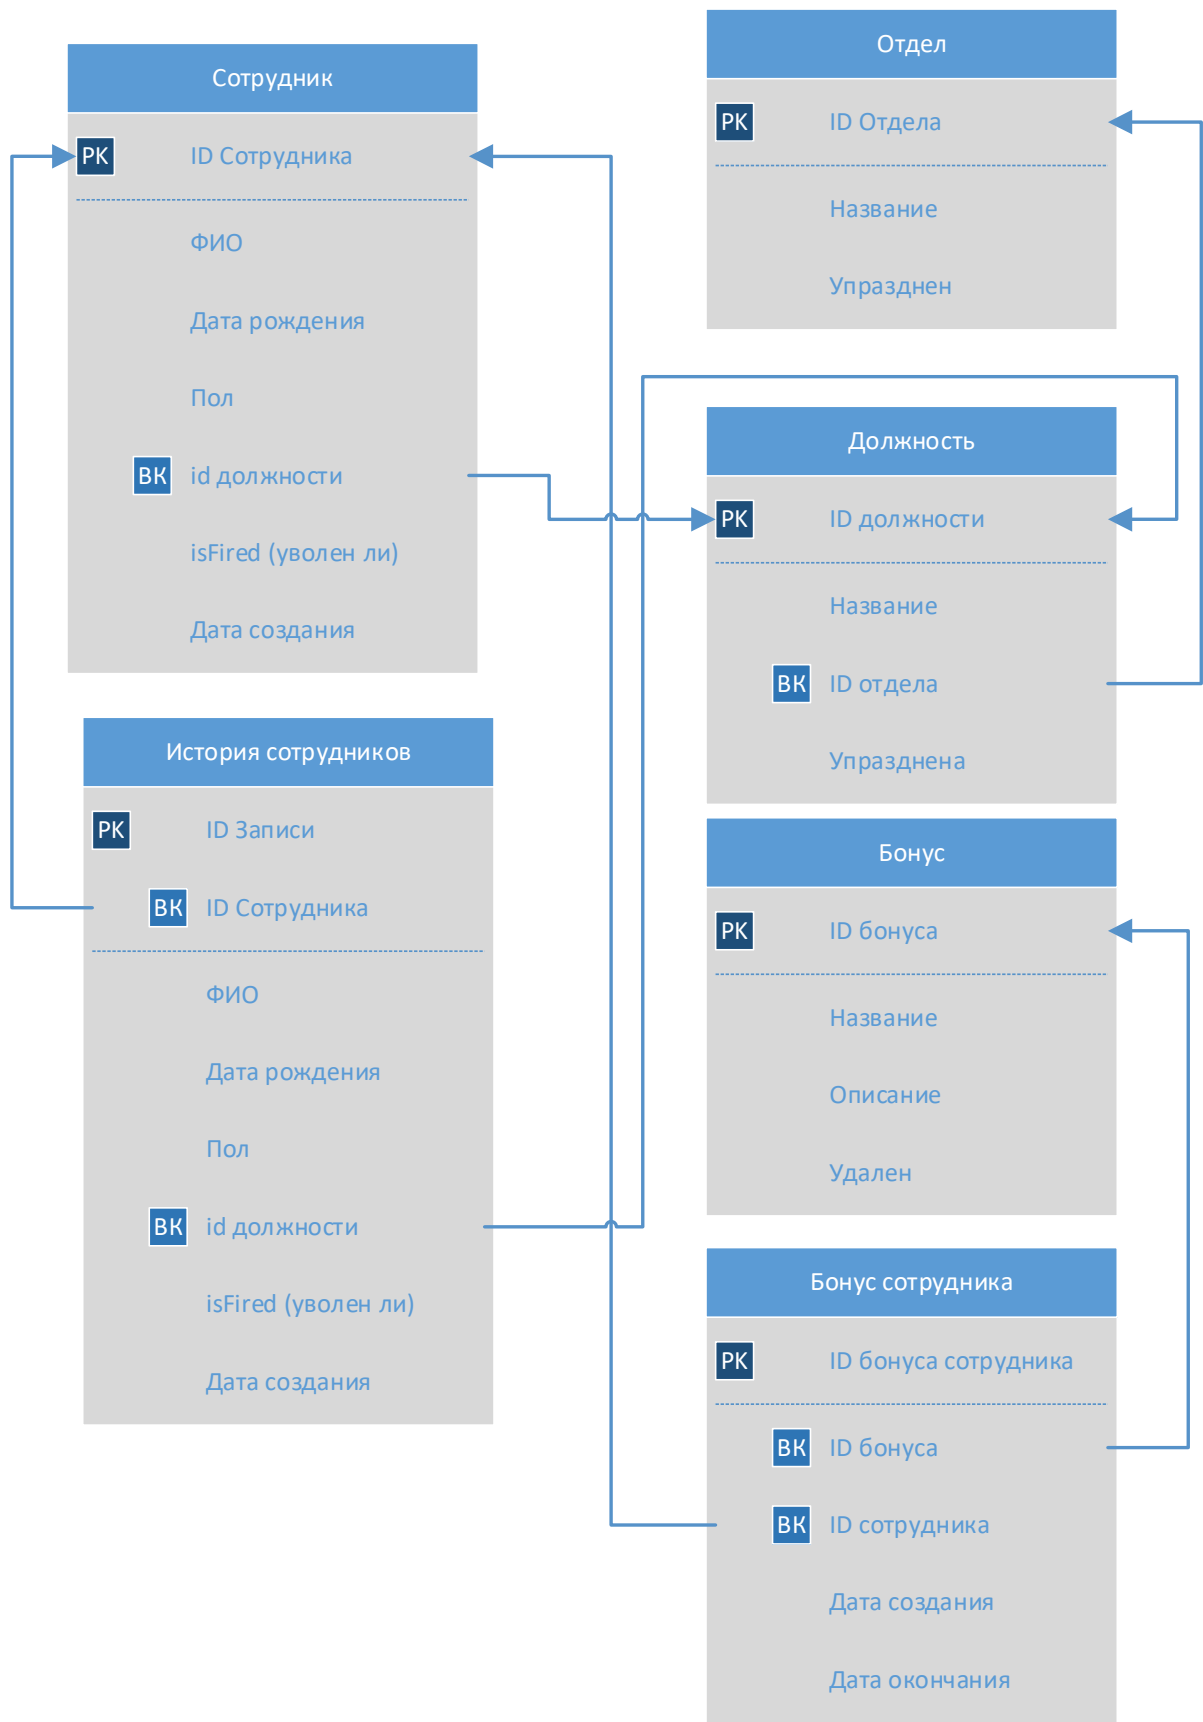 Сотрудник
PK ID Сотрудника
ФИО
Дата рождения
Пол
ВК id должности
isFired (уволен ли)
Дата создания
История сотрудников
PK ID Записи
ВК ID Сотрудника
ФИО
Дата рождения
Пол
ВК id должности
isFired (уволен ли)
Дата создания
Отдел
PK ID Отдела
Название
Упразднен
Должность
PK ID должности
Название
ВК ID отдела
Упразднена
Бонус
PK ID бонуса
Название
Описание
Удален
Бонус сотрудника
PK ID бонуса сотрудника
ВК ID бонуса
ВК ID сотрудника
Дата создания
Дата окончания